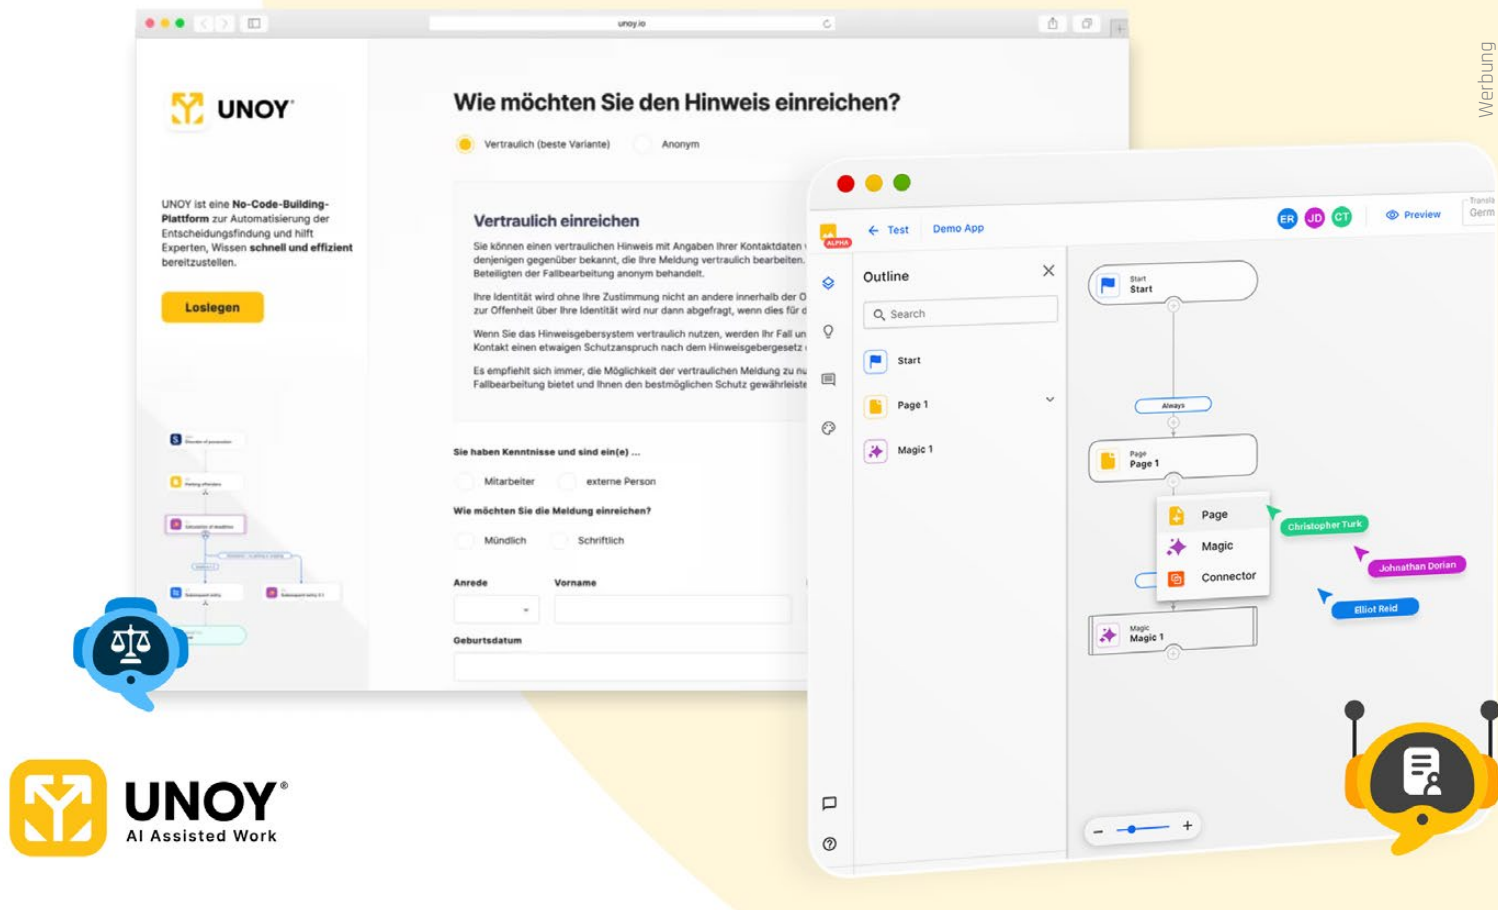 unoy.io
Werbung
UNOY
UNOY ist eine No-Code-Building-
Plattform zur Automatisierung der
Entscheidungsfindung und hilft
Experten, Wissen schnell und effizient
bereitzustellen.
Loslegen
Wie möchten Sie den Hinweis einreichen?
Vertraulich (beste Variante)
Anonym
Vertraulich einreichen
Sie können einen vertraulichen Hinweis mit Angaben Ihrer Kontaktdaten
denjenigen gegenüber bekannt, die Ihre Meldung vertraulich bearbeiten.
Beteiligten der Fallbearbeitung anonym behandelt.
Ihre Identität wird ohne Ihre Zustimmung nicht an andere innerhalb der O
zur Offenheit über Ihre Identität wird nur dann abgefragt, wenn dies für d
Wenn Sie das Hinweisgebersystem vertraulich nutzen, werden Ihr Fall un
Kontakt einen etwaigen Schutzanspruch nach dem Hinweisgebergesetz
Es empfiehlt sich immer, die Möglichkeit der vertraulichen Meldung zu nu
Fallbearbeitung bietet und Ihnen den bestmöglichen Schutz gewährleiste
Sie haben Kenntnisse und sind ein(e) ...
Mitarbeiter
externe Person
Wie möchten Sie die Meldung einreichen?
Mündlich
Schriftlich
Anrede
Vorname
Geburtsdatum
ALPHA
Test
Demo App
ER
JD
CT
Preview
Transla
Germ
Outline
Search
Start
Page 1
Magic 1
Start
Start
Always
Page
Page 1
Page
Magic
Connector
Magic
Magic 1
Christopher Turk
Johnathan Dorian
Elliot Reid
UNOY®
AI Assisted Work